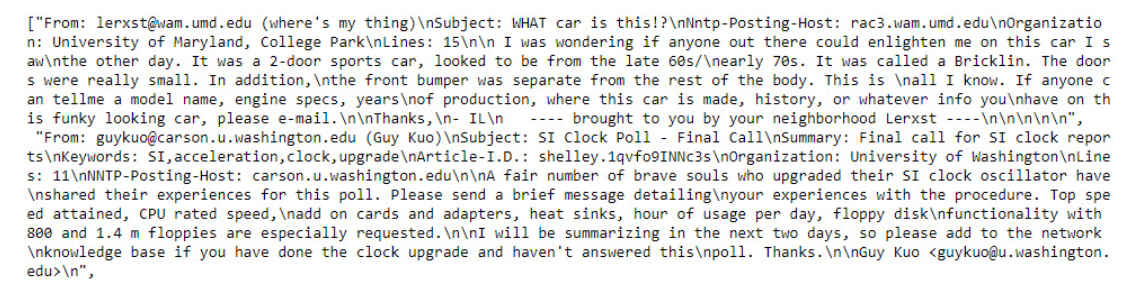 ["From: lerxst@wam.umd.edu (where's my thing)\nSubject: WHAT car is this!?\nNntp-Posting-Host: rac3.wam.umd.edu\nOrganizatio
n: University of Maryland, College Park\nLines: 15\n\n I was wondering if anyone out there could enlighten me on this car I s
aw\nthe other day. It was a 2-door sports car, looked to be from the late 60s/\nearly 70s. It was called a Bricklin. The door
s were really small. In addition,\nthe front bumper was separate from the rest of the body. This is \nall I know. If anyone c
an tellme a model name, engine specs, years\nof production, where this car is made, history, or whatever info you\nhave on th
is funky looking car, please e-mail.\n\nThanks,\n- IL\n   ---- brought to you by your neighborhood Lerxst ----\n\n\n\n\n",
 "From: guykuo@carson.u.washington.edu (Guy Kuo)\nSubject: SI Clock Poll - Final Call\nSummary: Final call for SI clock repor
ts\nKeywords: SI,acceleration,clock,upgrade\nArticle-I.D.: shelley.1qvfo9INNc3s\nOrganization: University of Washington\nLine
s: 11\nNNTP-Posting-Host: carson.u.washington.edu\n\nA fair number of brave souls who upgraded their SI clock oscillator have
\nshared their experiences for this poll. Please send a brief message detailing\nyour experiences with the procedure. Top spe
ed attained, CPU rated speed,\nadd on cards and adapters, heat sinks, hour of usage per day, floppy disk\nfunctionality with
800 and 1.4 m floppies are especially requested.\n\nI will be summarizing in the next two days, so please add to the network
\nknowledge base if you have done the clock upgrade and haven't answered this\npoll. Thanks.\n\nGuy Kuo <guykuo@u.washington.
edu>\n",